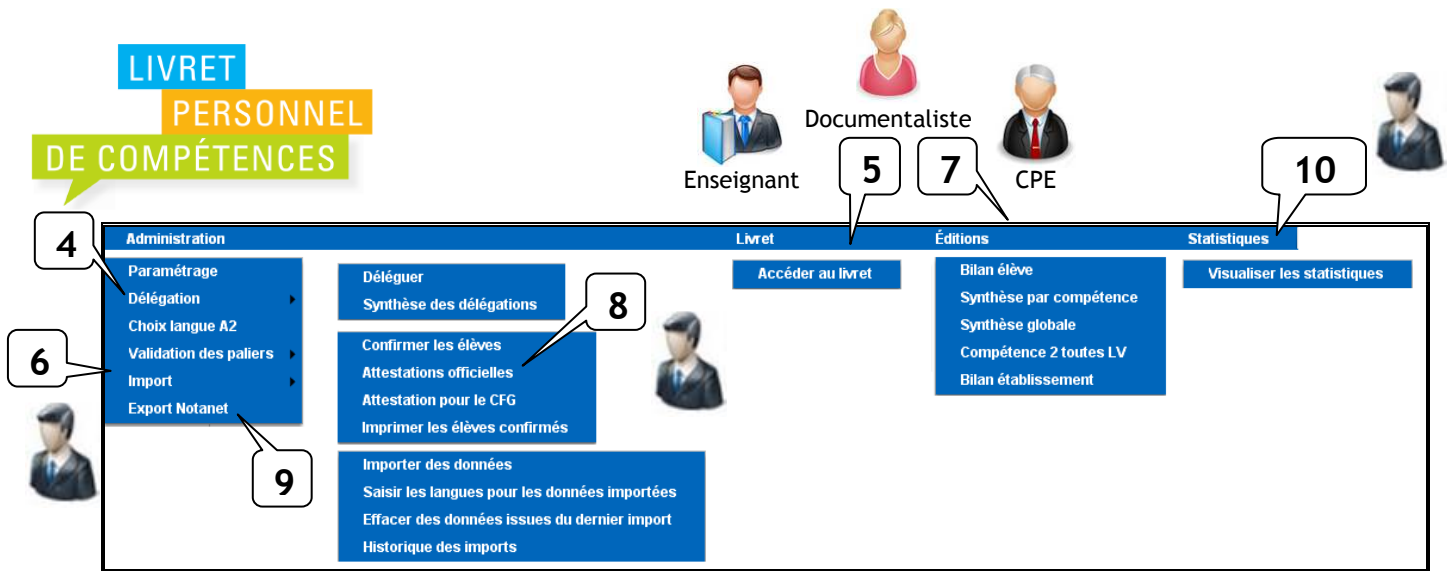 LIVRET
PERSONNEL
DE COMPÉTENCES
Enseignant
Documentaliste
CPE
5
7
10
4
Administration
Livret
Éditions
Statistiques
Paramétrage
Délégation
Choix langue A2
Validation des paliers
Import
Export Notanet
6
9
Déléguer
Synthèse des délégations
8
Confirmer les élèves
Attestations officielles
Attestation pour le CFG
Imprimer les élèves confirmés
Importer des données
Saisir les langues pour les données importées
Effacer des données issues du dernier import
Historique des imports
Accéder au livret
Bilan élève
Synthèse par compétence
Synthèse globale
Compétence 2 toutes LV
Bilan établissement
Visualiser les statistiques